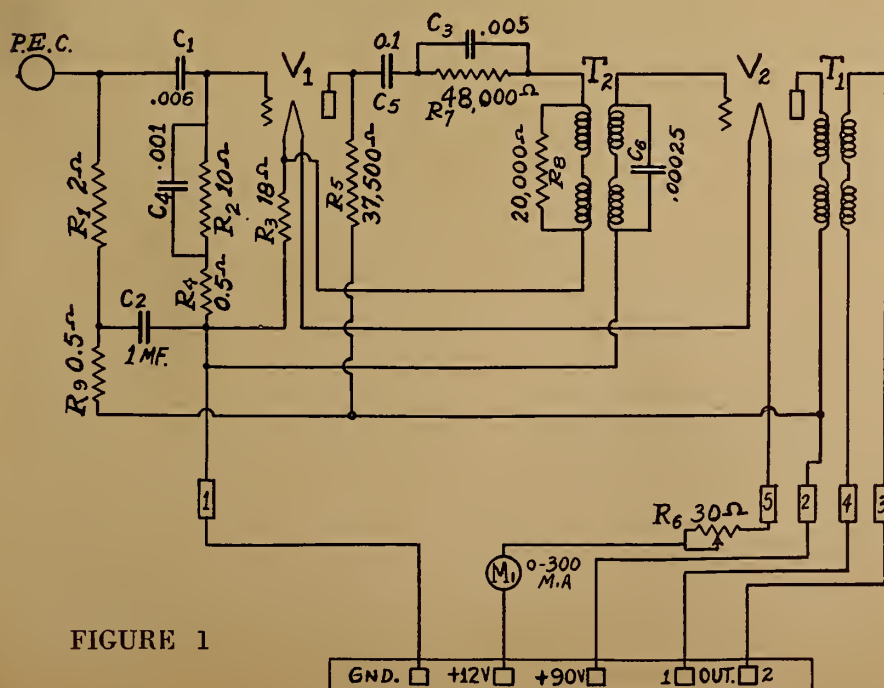 P.E.C.
C1
.006
V1
0.1
C5
C3
.005
R7 48,000Ω
T2
V2
T1
R1 2Ω
C4 .001
R2 10Ω
R3 18Ω
R5 37,500Ω
20,000Ω R8
C6 .00025
R4 0.5Ω
C2
1 MF.
R9 0.5Ω
1
R6 30Ω
5
2
4
3
M1
0-300
M.A
FIGURE 1
GND. +12V +90V 1 OUT. 2